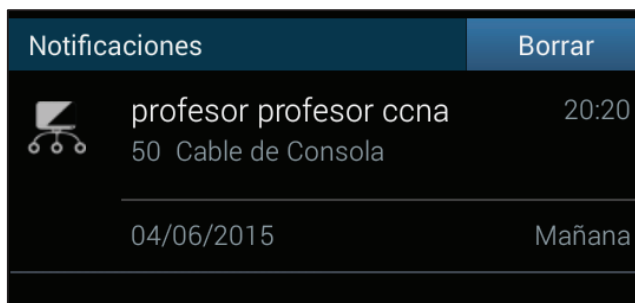 Notificaciones Borrar
profesor profesor ccna 20:20
50 Cable de Consola
04/06/2015 Mañana